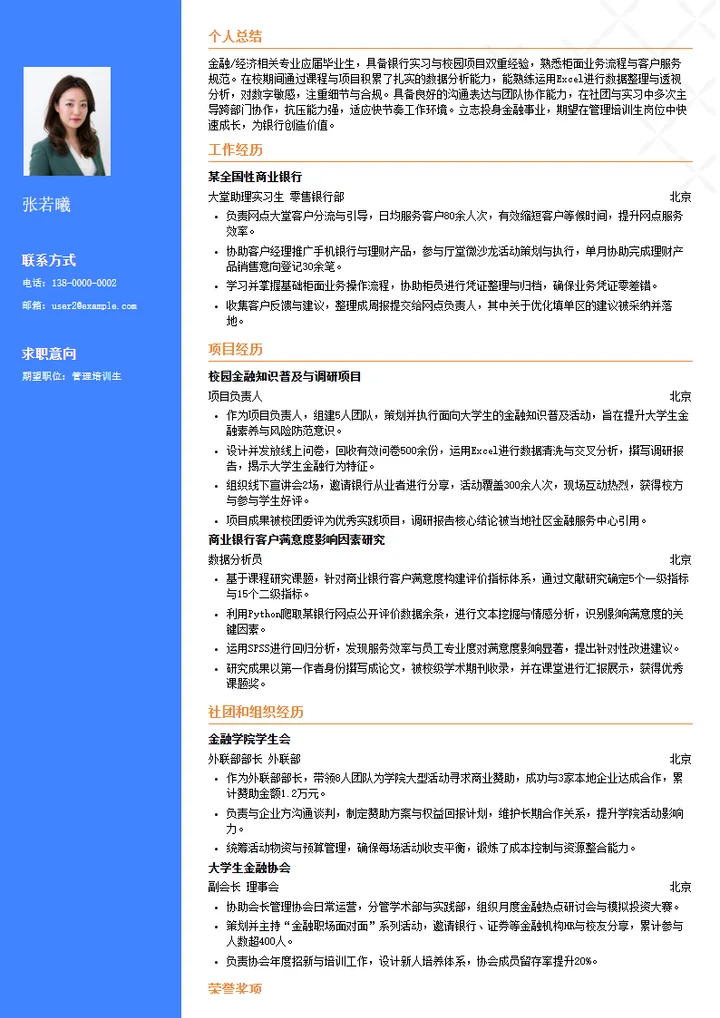 张若曦
联系方式
电话：138-0000-0002
邮箱：user2@example.com
求职意向
期望职位：管理培训生
个人总结
金融/经济相关专业应届毕业生，具备银行实习与校园项目双重经验，熟悉柜面业务流程与客户服务
规范。在校期间通过课程与项目积累了扎实的数据分析能力，能熟练运用Excel进行数据整理与透视
分析，对数字敏感，注重细节与合规。具备良好的沟通表达与团队协作能力，在社团与实习中多次主
导跨部门协作，抗压能力强，适应快节奏工作环境。立志投身金融事业，期望在管理培训生岗位中快
速成长，为银行创造价值。
工作经历
某全国性商业银行
大堂助理实习生 零售银行部 北京
• 负责网点大堂客户分流与引导，日均服务客户80余人次，有效缩短客户等候时间，提升网点服务
效率。
• 协助客户经理推广手机银行与理财产品，参与厅堂微沙龙活动策划与执行，单月协助完成理财产
品销售意向登记30余笔。
• 学习并掌握基础柜面业务操作流程，协助柜员进行凭证整理与归档，确保业务凭证零差错。
• 收集客户反馈与建议，整理成周报提交给网点负责人，其中关于优化填单区的建议被采纳并落
地。
项目经历
校园金融知识普及与调研项目
项目负责人 北京
• 作为项目负责人，组建5人团队，策划并执行面向大学生的金融知识普及活动，旨在提升大学生金
融素养与风险防范意识。
• 设计并发放线上问卷，回收有效问卷500余份，运用Excel进行数据清洗与交叉分析，撰写调研报
告，揭示大学生金融行为特征。
• 组织线下宣讲会2场，邀请银行从业者进行分享，活动覆盖300余人次，现场互动热烈，获得校方
与参与学生好评。
• 项目成果被校团委评为优秀实践项目，调研报告核心结论被当地社区金融服务中心引用。
商业银行客户满意度影响因素研究
数据分析员 北京
• 基于课程研究课题，针对商业银行客户满意度构建评价指标体系，通过文献研究确定5个一级指标
与15个二级指标。
• 利用Python爬取某银行网点公开评价数据余条，进行文本挖掘与情感分析，识别影响满意度的关
键因素。
• 运用SPSS进行回归分析，发现服务效率与员工专业度对满意度影响显著，提出针对性改进建议。
• 研究成果以第一作者身份撰写成论文，被校级学术期刊收录，并在课堂进行汇报展示，获得优秀
课题奖。
社团和组织经历
金融学院学生会
外联部部长 外联部 北京
• 作为外联部部长，带领8人团队为学院大型活动寻求商业赞助，成功与3家本地企业达成合作，累
计赞助金额1.2万元。
• 负责与企业方沟通谈判，制定赞助方案与权益回报计划，维护长期合作关系，提升学院活动影响
力。
• 统筹活动物资与预算管理，确保每场活动收支平衡，锻炼了成本控制与资源整合能力。
大学生金融协会
副会长 理事会 北京
• 协助会长管理协会日常运营，分管学术部与实践部，组织月度金融热点研讨会与模拟投资大赛。
• 策划并主持“金融职场面对面”系列活动，邀请银行、证券等金融机构HR与校友分享，累计参与
人数超400人。
• 负责协会年度招新与培训工作，设计新人培养体系，协会成员留存率提升20%。
荣誉奖项